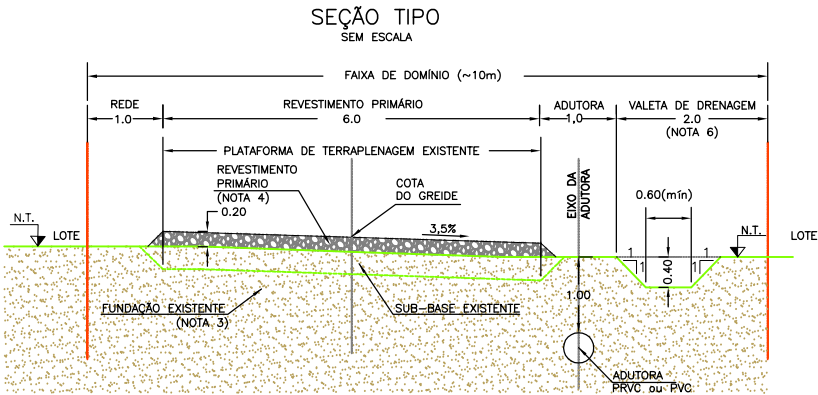 SEÇÃO TIPO
SEM ESCALA
FAIXA DE DOMÍNIO (~10m)
REDE
1.0
REVESTIMENTO PRIMÁRIO
6.0
ADUTORA
1,0
VALETA DE DRENAGEM
2.0
(NOTA 6)
PLATAFORMA DE TERRAPLENAGEM EXISTENTE
REVESTIMENTO
PRIMÁRIO
(NOTA 4)
0.20
COTA
DO GREIDE
3,5%
EIXO DA
ADUTORA
0.60(mín)
N.T.
LOTE
N.T.
LOTE
1
1
1
1
0.40
1.00
FUNDAÇÃO EXISTENTE
(NOTA 3)
SUB-BASE EXISTENTE
ADUTORA
PRVC ou PVC